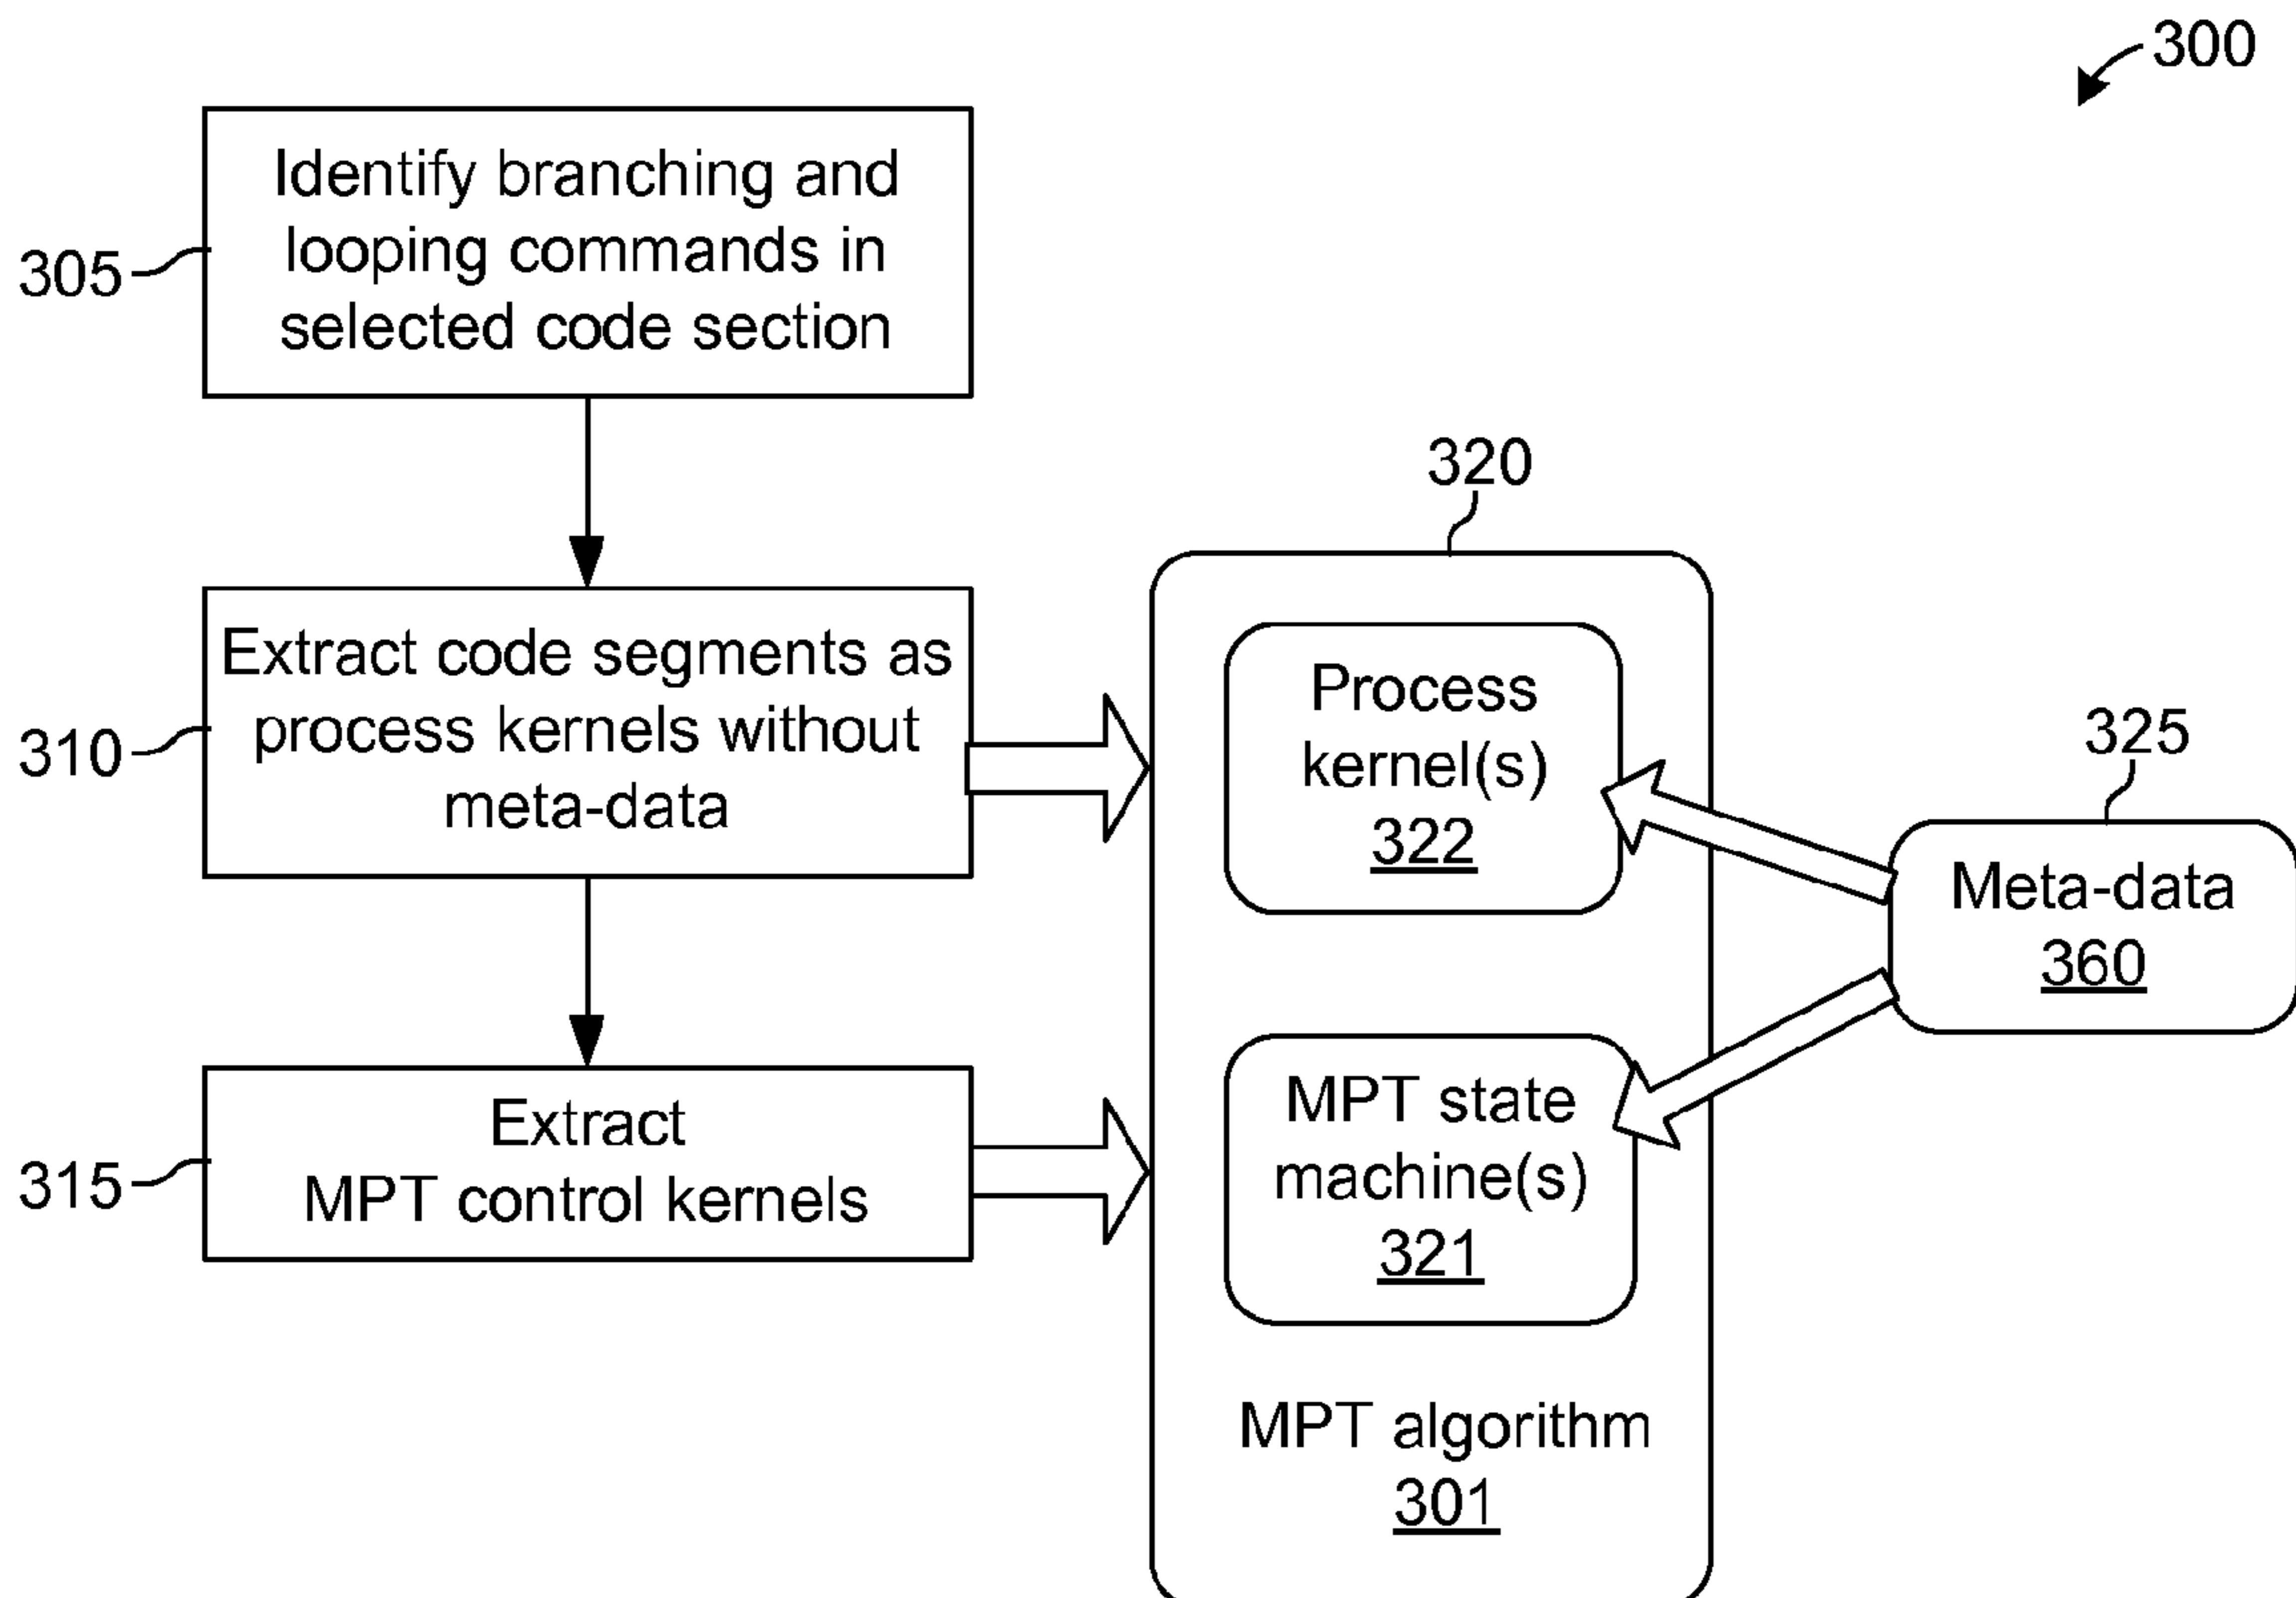 300
Identify branching and
looping commands in
selected code section
305
Extract code segments as
process kernels without
meta-data
310
Extract
MPT control kernels
315
320
Process
kernel(s)
322
MPT state
machine(s)
321
MPT algorithm
301
325
Meta-data
360